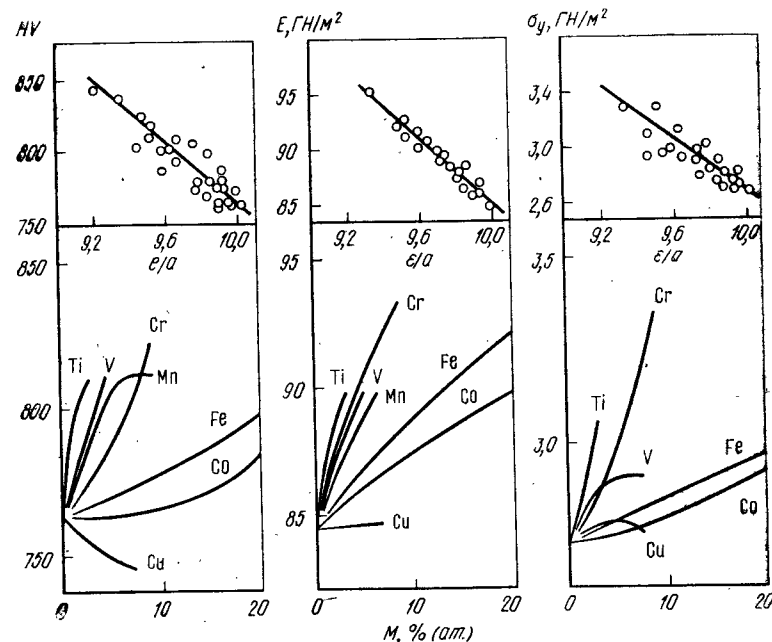 HV
850
800
750
9,2 9,6 10,0
e/a
850
800
750
Ti V Cr
Mn
Fe
Co
Cu
0 10 20
E, ГН/м²
95
90
85
9,2 9,6 10,0
e/a
95
90
85
Cr
Ti V
Mn
Fe
Co
Cu
0 10 20
M, % (ат.)
σy, ГН/м²
3,4
3,0
2,6
9,2 9,6 10,0
e/a
3,5
3,0
Cr
Ti
V
Fe
Co
Cu
0 10 20